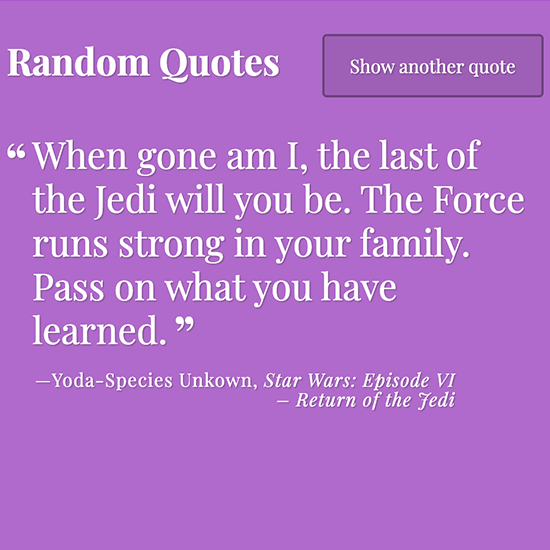 Random Quotes
Show another quote
“When gone am I, the last of
the Jedi will you be. The Force
runs strong in your family.
Pass on what you have
learned.”
—Yoda-Species Unkown, Star Wars: Episode VI
– Return of the Jedi